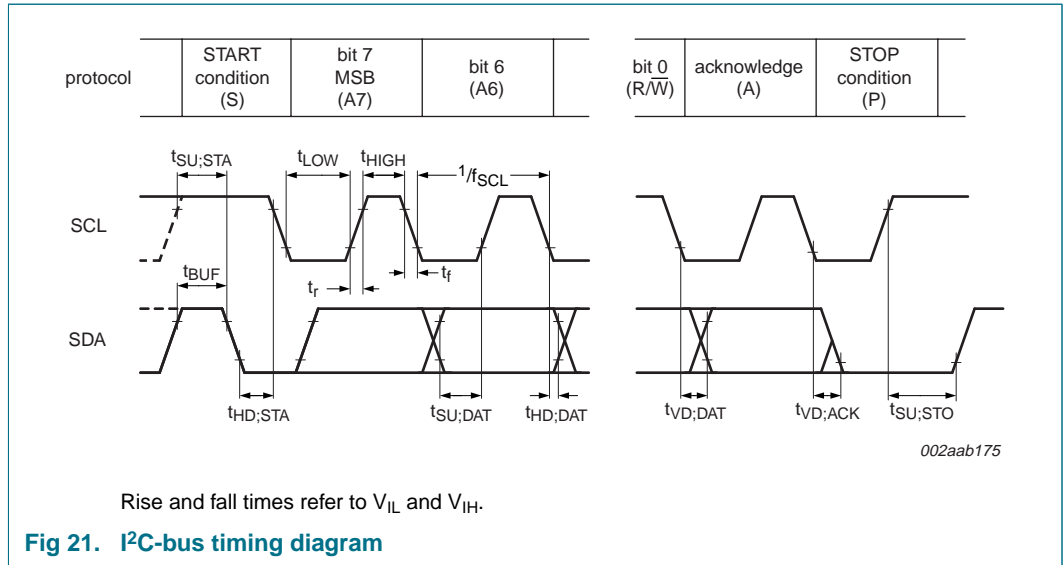 protocol
START
condition
(S)
bit 7
MSB
(A7)
bit 6
(A6)
bit 0
(R/W̅)
acknowledge
(A)
STOP
condition
(P)
tSU;STA
tLOW
tHIGH
1/fSCL
SCL
tBUF
tr
tf
SDA
tHD;STA
tSU;DAT
tHD;DAT
tVD;DAT
tVD;ACK
tSU;STO
002aab175
Rise and fall times refer to VIL and VIH.
Fig 21. I²C-bus timing diagram